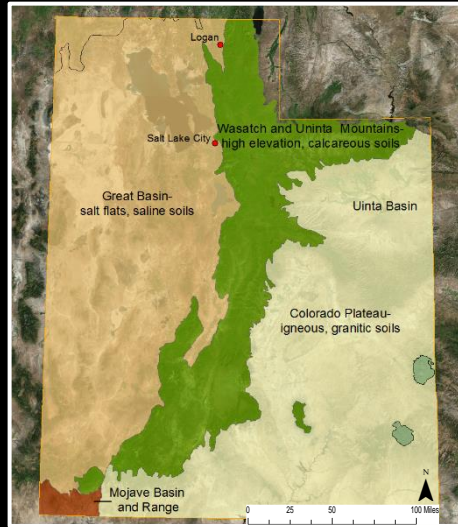 Logan
Salt Lake City
Wasatch and Uninta Mountains-
high elevation, calcareous soils
Great Basin-
salt flats, saline soils
Uinta Basin
Colorado Plateau-
igneous, granitic soils
Mojave Basin
and Range
N
0 25 50 100 Miles